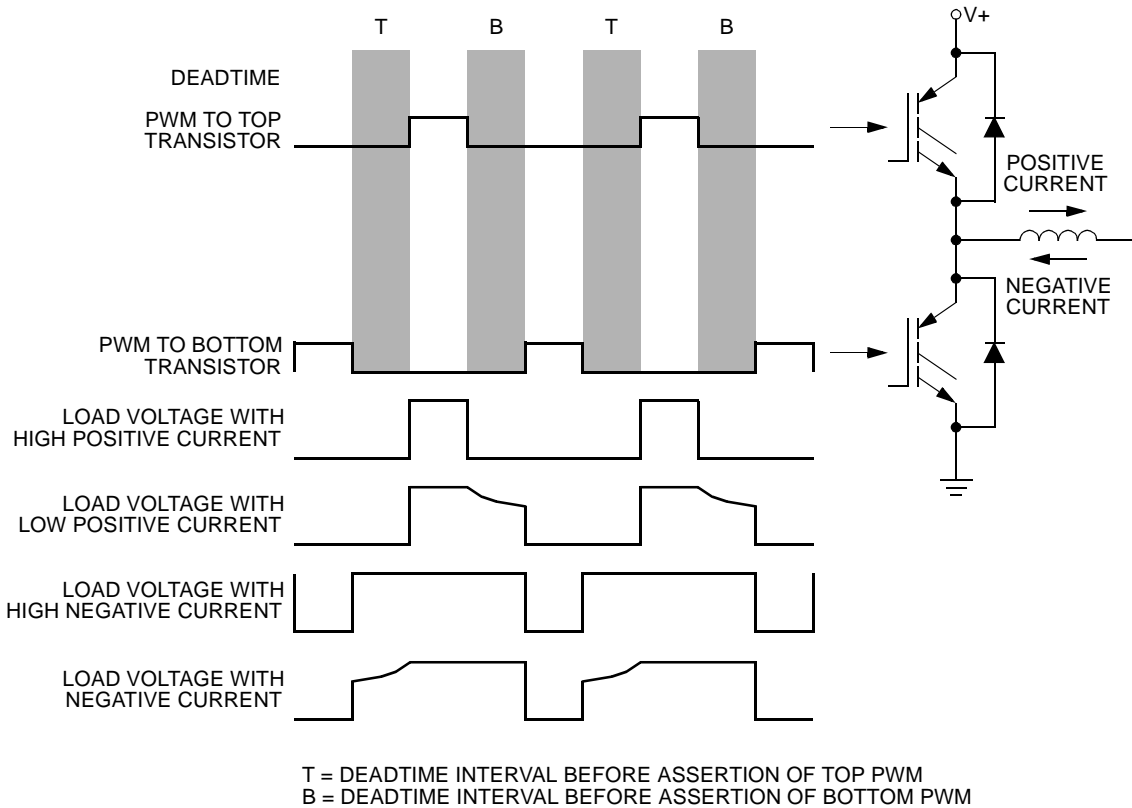 T B T B
V+
DEADTIME
PWM TO TOP
TRANSISTOR
POSITIVE
CURRENT
NEGATIVE
CURRENT
PWM TO BOTTOM
TRANSISTOR
LOAD VOLTAGE WITH
HIGH POSITIVE CURRENT
LOAD VOLTAGE WITH
LOW POSITIVE CURRENT
LOAD VOLTAGE WITH
HIGH NEGATIVE CURRENT
LOAD VOLTAGE WITH
NEGATIVE CURRENT
T = DEADTIME INTERVAL BEFORE ASSERTION OF TOP PWM
B = DEADTIME INTERVAL BEFORE ASSERTION OF BOTTOM PWM